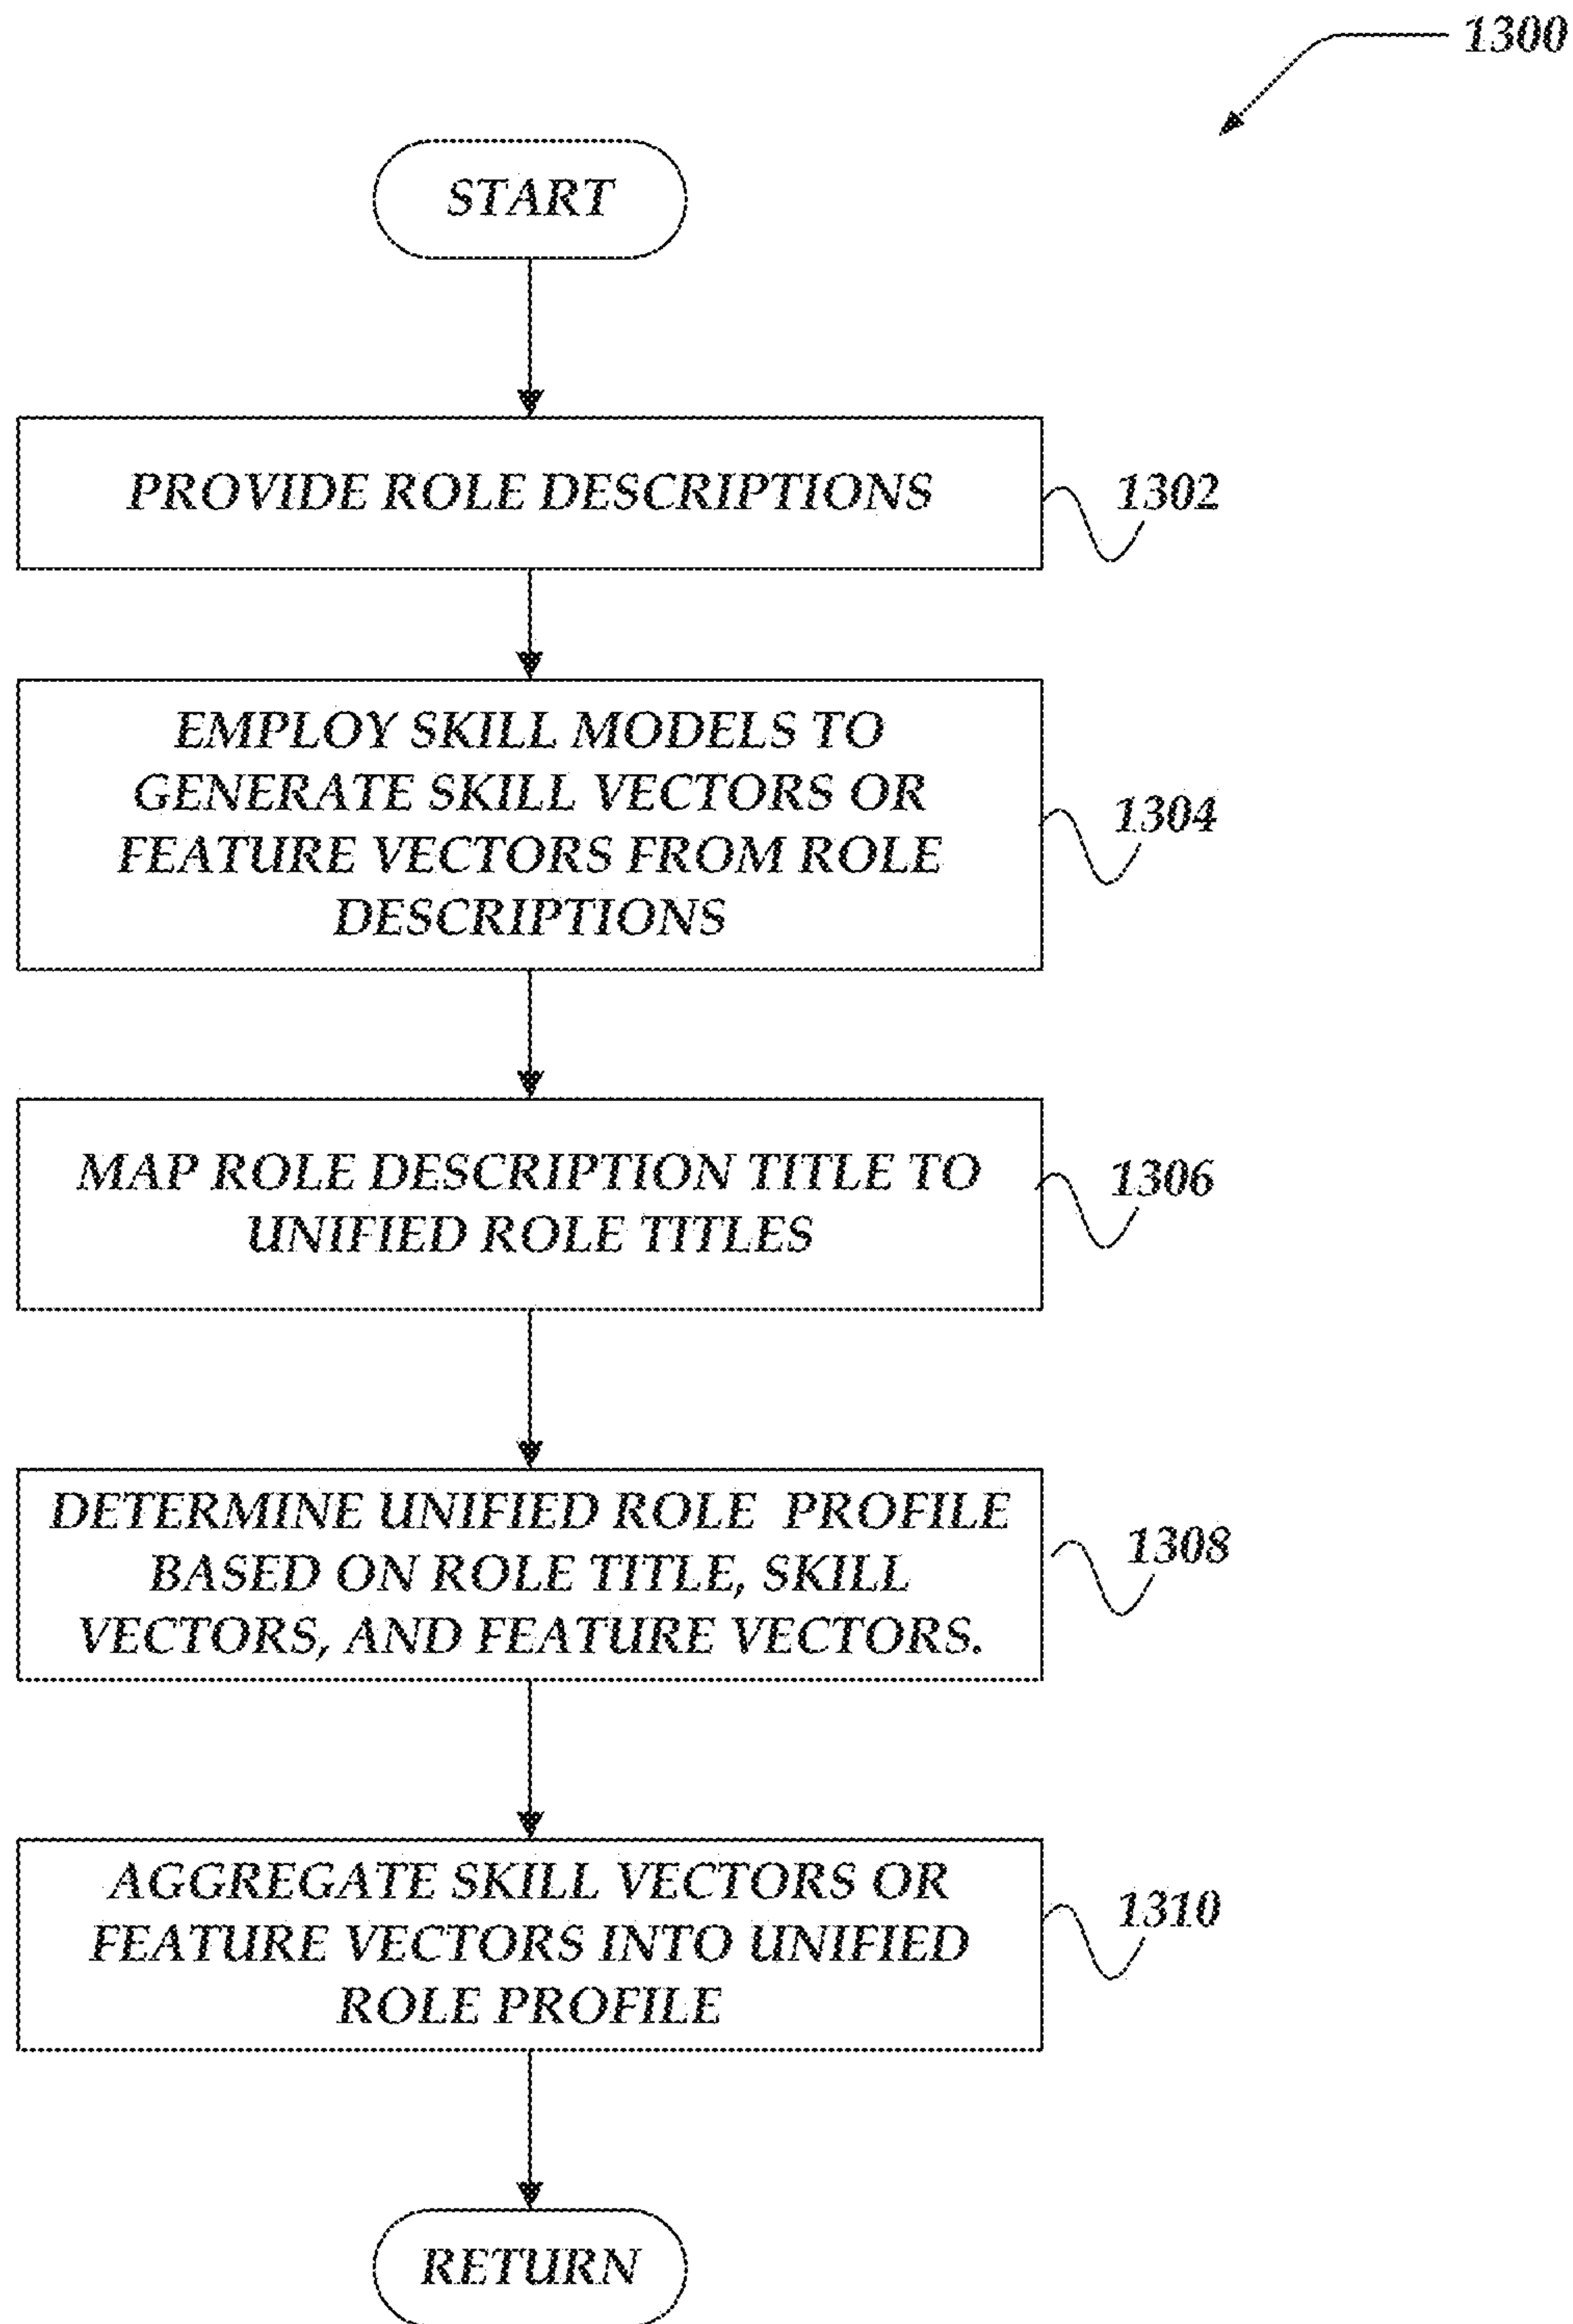 1300
START
PROVIDE ROLE DESCRIPTIONS
1302
EMPLOY SKILL MODELS TO
GENERATE SKILL VECTORS OR
FEATURE VECTORS FROM ROLE
DESCRIPTIONS
1304
MAP ROLE DESCRIPTION TITLE TO
UNIFIED ROLE TITLES
1306
DETERMINE UNIFIED ROLE PROFILE
BASED ON ROLE TITLE, SKILL
VECTORS, AND FEATURE VECTORS.
1308
AGGREGATE SKILL VECTORS OR
FEATURE VECTORS INTO UNIFIED
ROLE PROFILE
1310
RETURN